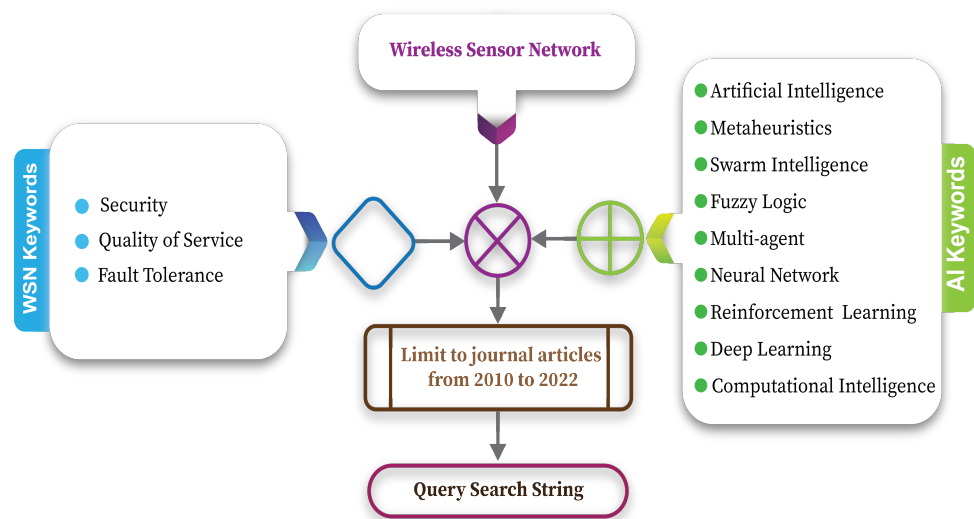 Wireless Sensor Network
WSN Keywords
Security
Quality of Service
Fault Tolerance
AI Keywords
Artificial Intelligence
Metaheuristics
Swarm Intelligence
Fuzzy Logic
Multi-agent
Neural Network
Reinforcement Learning
Deep Learning
Computational Intelligence
Limit to journal articles
from 2010 to 2022
Query Search String